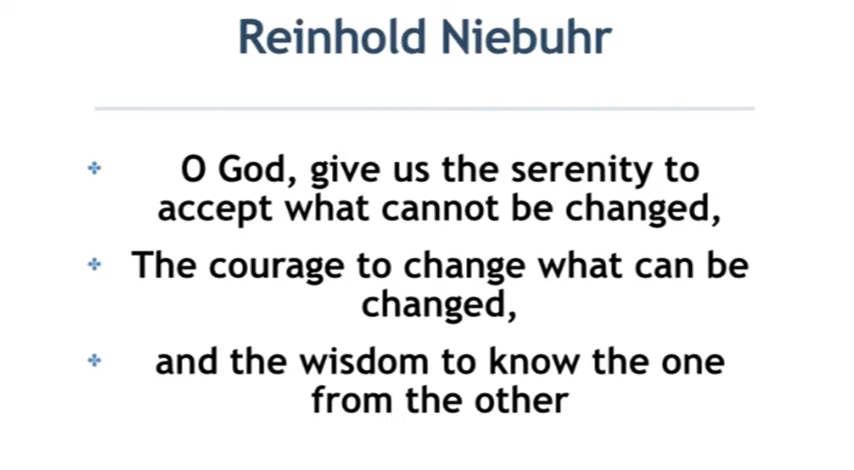 Reinhold Niebuhr
O God, give us the serenity to
accept what cannot be changed,
The courage to change what can be
changed,
and the wisdom to know the one
from the other